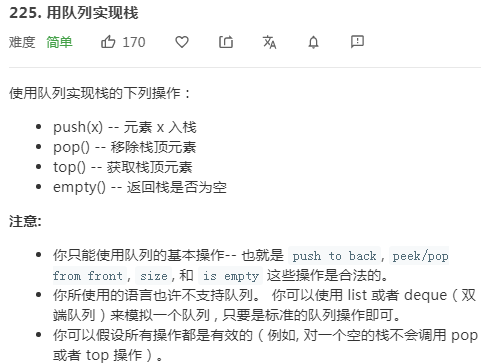 225. 用队列实现栈
难度 简单 170
使用队列实现栈的下列操作：
push(x) -- 元素 x 入栈
pop() -- 移除栈顶元素
top() -- 获取栈顶元素
empty() -- 返回栈是否为空
注意:
你只能使用队列的基本操作-- 也就是 push to back, peek/pop
from front, size, 和 is empty 这些操作是合法的。
你所使用的语言也许不支持队列。 你可以使用 list 或者 deque（双
端队列）来模拟一个队列 , 只要是标准的队列操作即可。
你可以假设所有操作都是有效的（例如, 对一个空的栈不会调用 pop
或者 top 操作）。